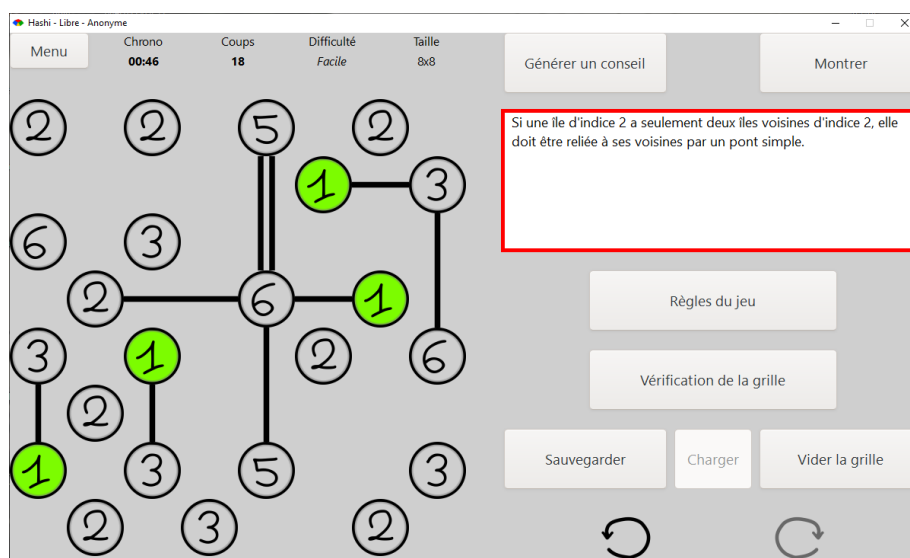 Hashi - Libre - Anonyme
Menu
Chrono
Coups
Difficulté
Taille
00:46
18
Facile
8x8
Générer un conseil
Montrer
Si une île d'indice 2 a seulement deux îles voisines d'indice 2, elle
doit être reliée à ses voisines par un pont simple.
2 2 5 2
1 3
6 3
2 6 1
3 1 2 6
2
1 3 5 3
2 3 2
Règles du jeu
Vérification de la grille
Sauvegarder
Charger
Vider la grille